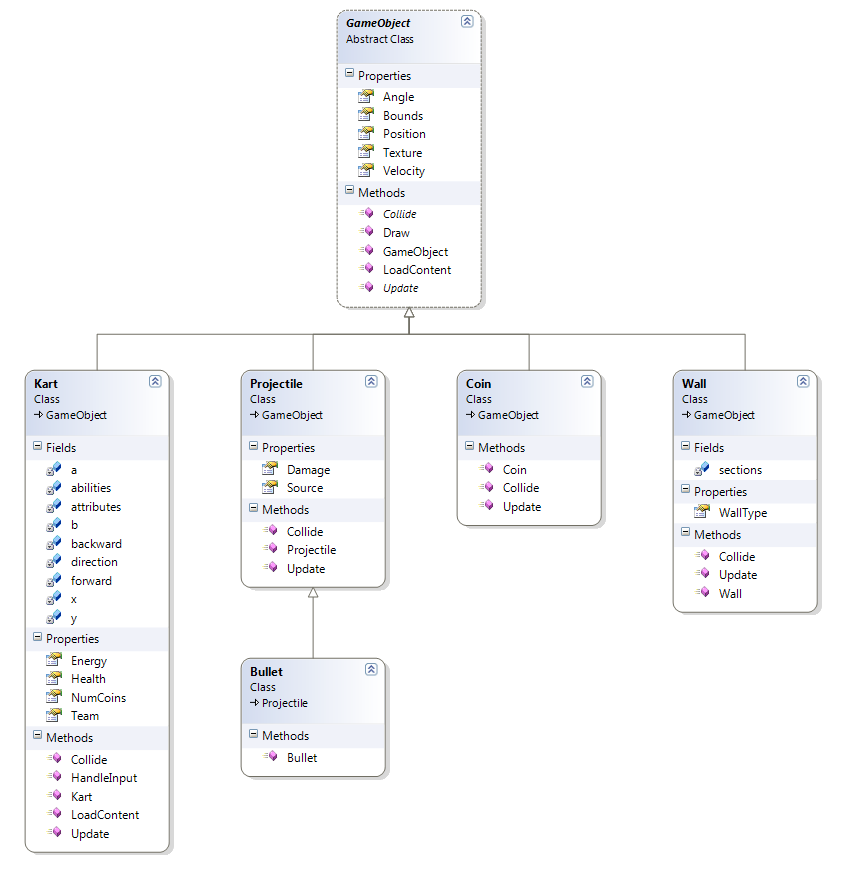 GameObject
Abstract Class
Properties
Angle
Bounds
Position
Texture
Velocity
Methods
Collide
Draw
GameObject
LoadContent
Update
Kart
Class
GameObject
Fields
a
abilities
attributes
b
backward
direction
forward
x
y
Properties
Energy
Health
NumCoins
Team
Methods
Collide
HandleInput
Kart
LoadContent
Update
Projectile
Class
GameObject
Properties
Damage
Source
Methods
Collide
Projectile
Update
Bullet
Class
Projectile
Methods
Bullet
Coin
Class
GameObject
Methods
Coin
Collide
Update
Wall
Class
GameObject
Fields
sections
Properties
WallType
Methods
Collide
Update
Wall